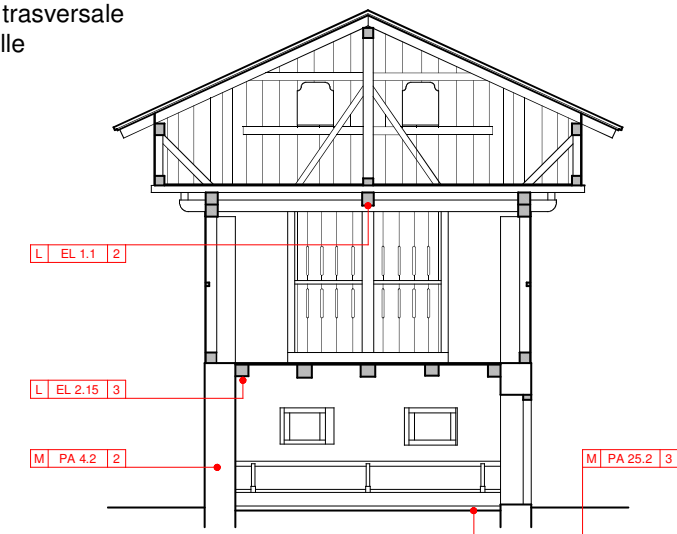 trasversale
lle
L EL 1.1 2
L EL 2.15 3
M PA 4.2 2
M PA 25.2 3